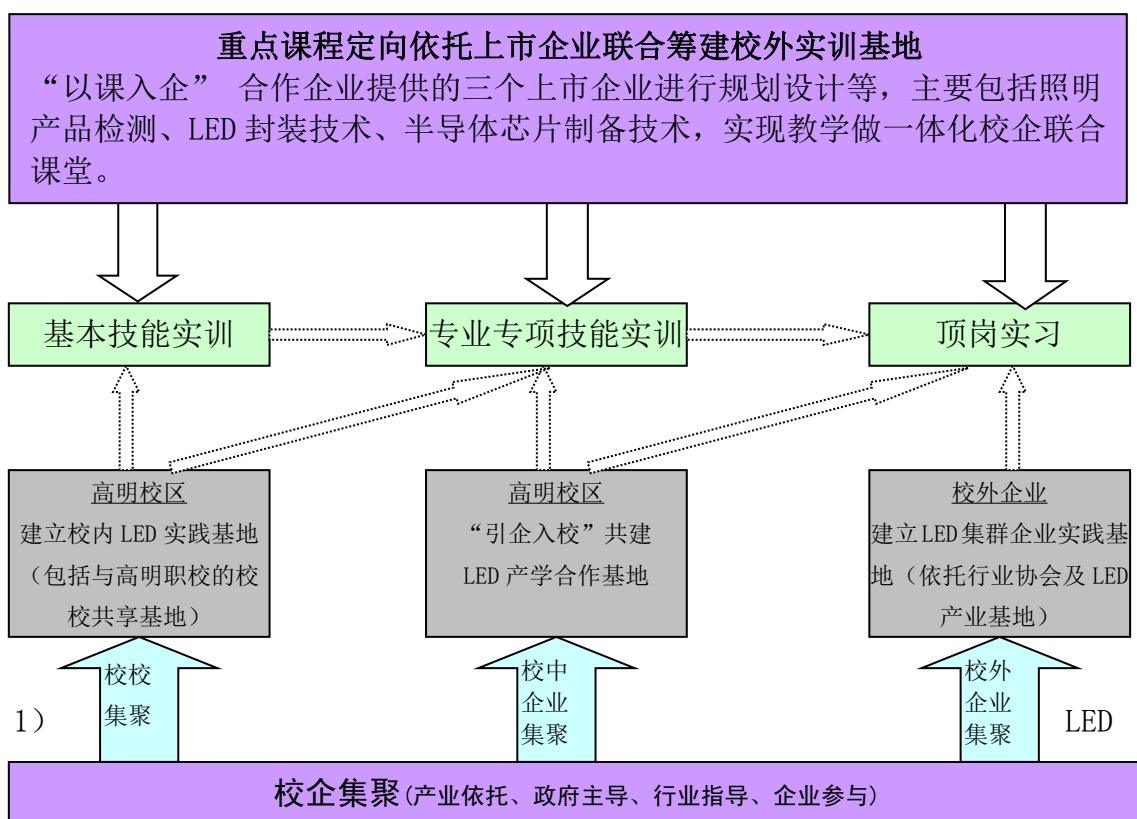 重点课程定向依托上市企业联合筹建校外实训基地
“以课入企” 合作企业提供的三个上市企业进行规划设计等，主要包括照明
产品检测、LED 封装技术、半导体芯片制备技术，实现教学做一体化校企联合
课堂。
基本技能实训
专业专项技能实训
顶岗实习
高明校区
建立校内 LED 实践基地
（包括与高明职校的校
校共享基地）
高明校区
“引企入校”共建
LED 产学合作基地
校外企业
建立 LED 集群企业实践基
地（依托行业协会及 LED
产业基地）
校校
集聚
校中
企业
集聚
校外
企业
集聚
1）
LED
校企集聚(产业依托、政府主导、行业指导、企业参与)